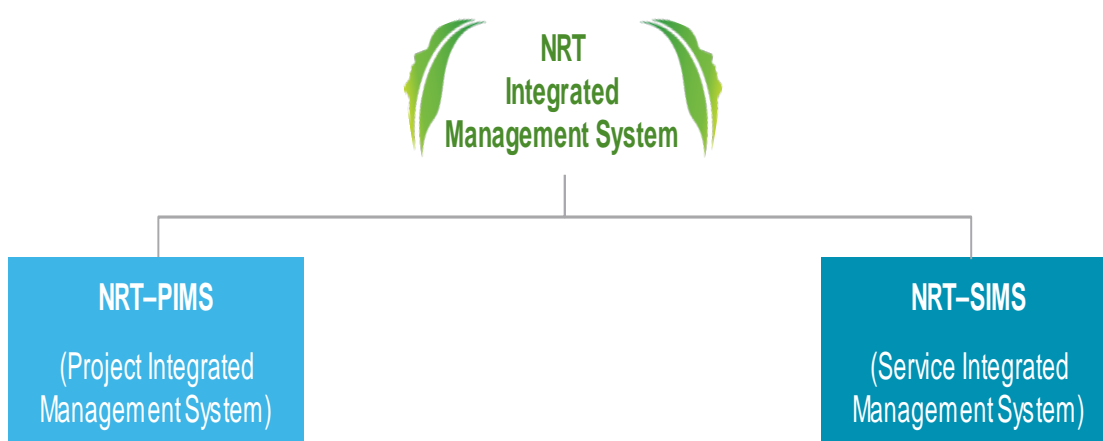 NRT
Integrated
Management System
NRT–PIMS
(Project Integrated
Management System)
NRT–SIMS
(Service Integrated
Management System)